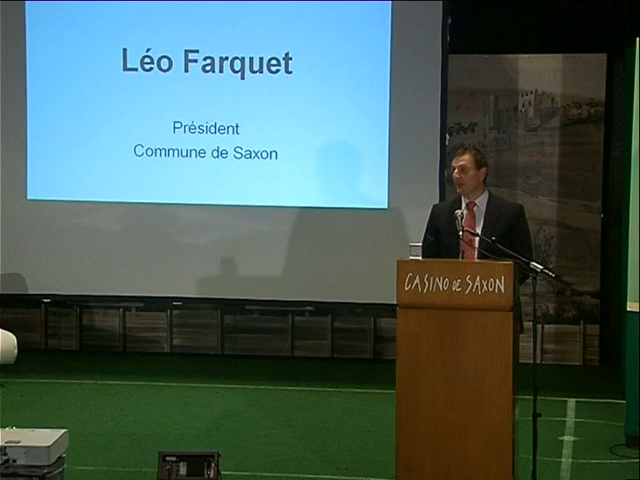 Léo Farquet
Président
Commune de Saxon
CASINO DE SAXON